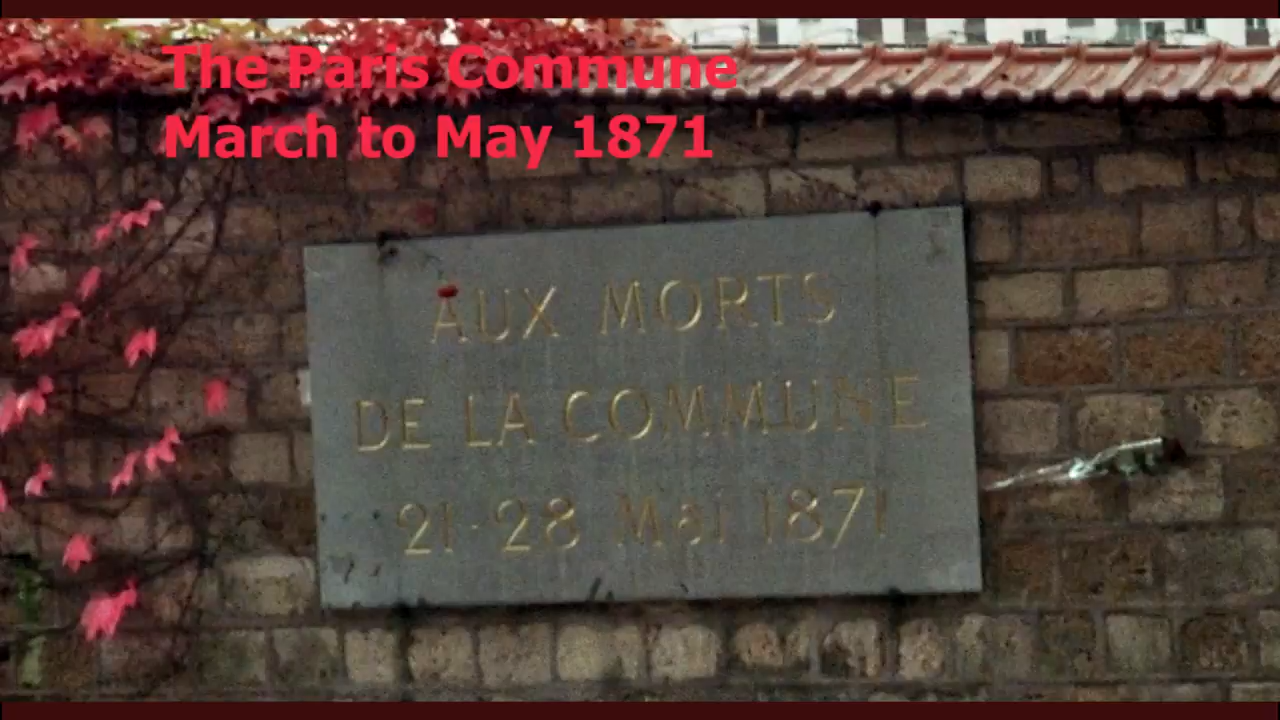 The Paris Commune
March to May 1871
AUX MORTS
DE LA COMMUNE
21-28 Mai 1871